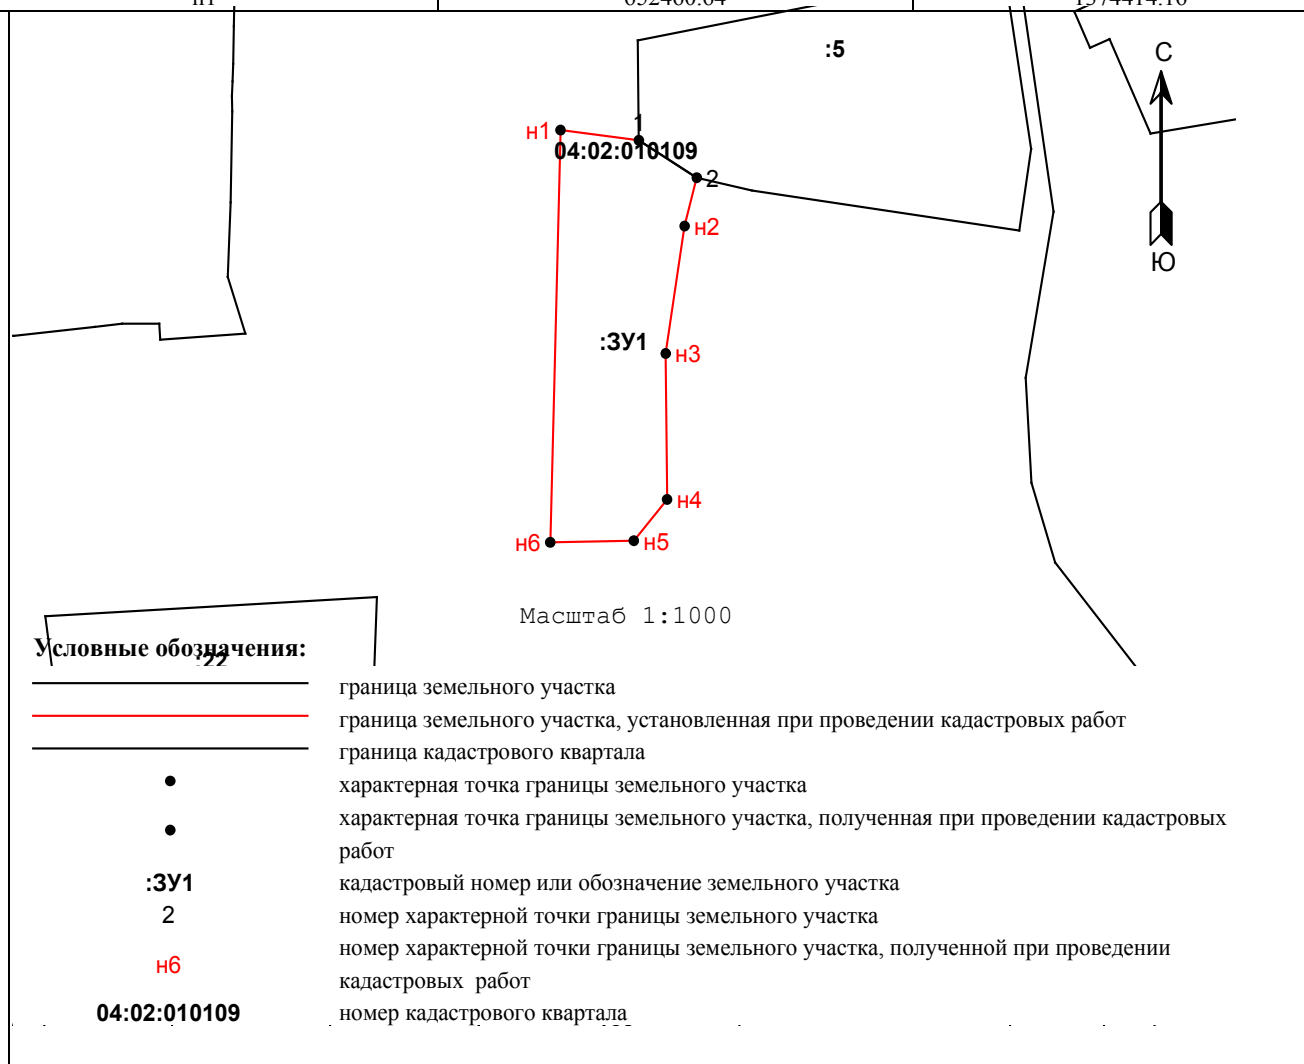 :5
С
1
н1
04:02:010109
2
н2
Ю
:ЗУ1
н3
н4
н6
н5
Масштаб 1:1000
Условные обозначения:
:22
граница земельного участка
граница земельного участка, установленная при проведении кадастровых работ
граница кадастрового квартала
характерная точка границы земельного участка
характерная точка границы земельного участка, полученная при проведении кадастровых
работ
:ЗУ1 кадастровый номер или обозначение земельного участка
2 номер характерной точки границы земельного участка
номер характерной точки границы земельного участка, полученной при проведении
н6
кадастровых работ
04:02:010109 номер кадастрового квартала